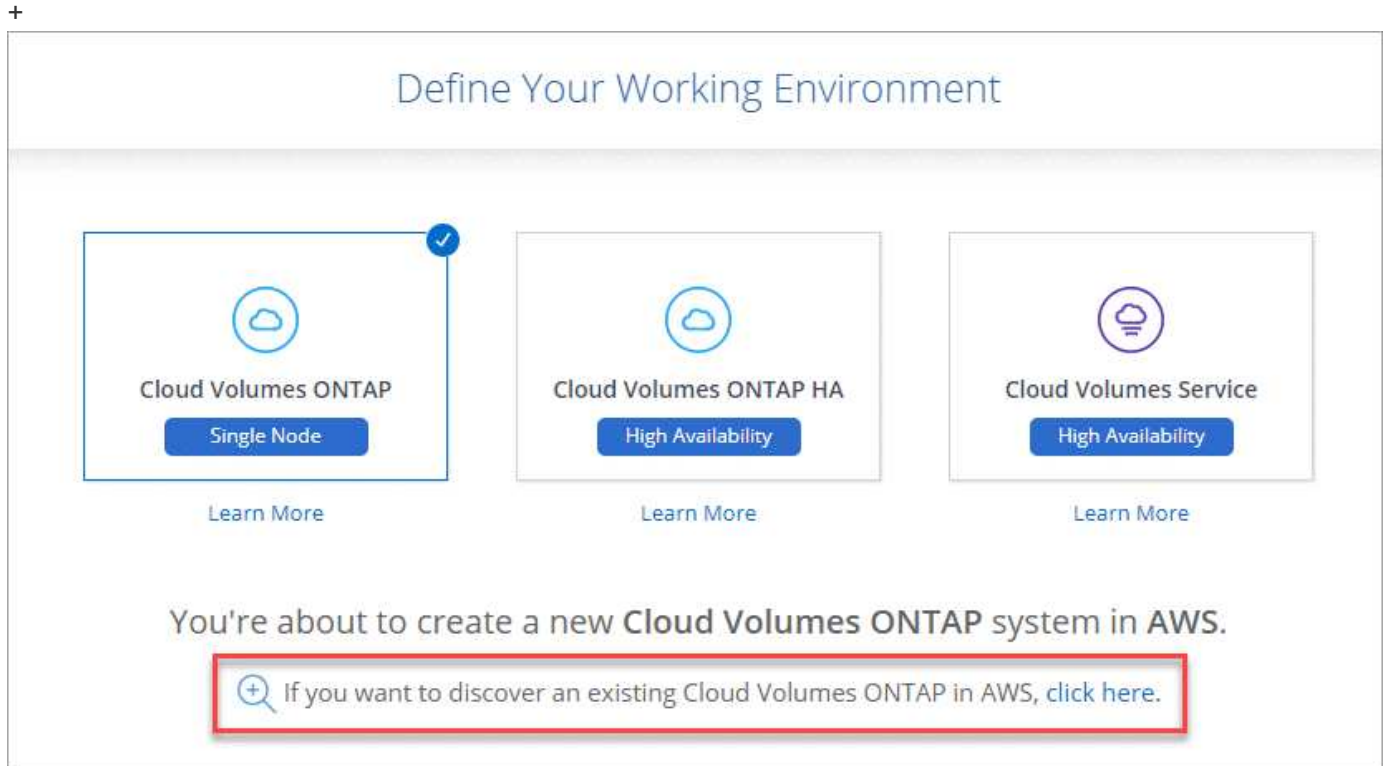 +
Define Your Working Environment
Cloud Volumes ONTAP
Single Node
Learn More
Cloud Volumes ONTAP HA
High Availability
Learn More
Cloud Volumes Service
High Availability
Learn More
You're about to create a new Cloud Volumes ONTAP system in AWS.
If you want to discover an existing Cloud Volumes ONTAP in AWS, click here.